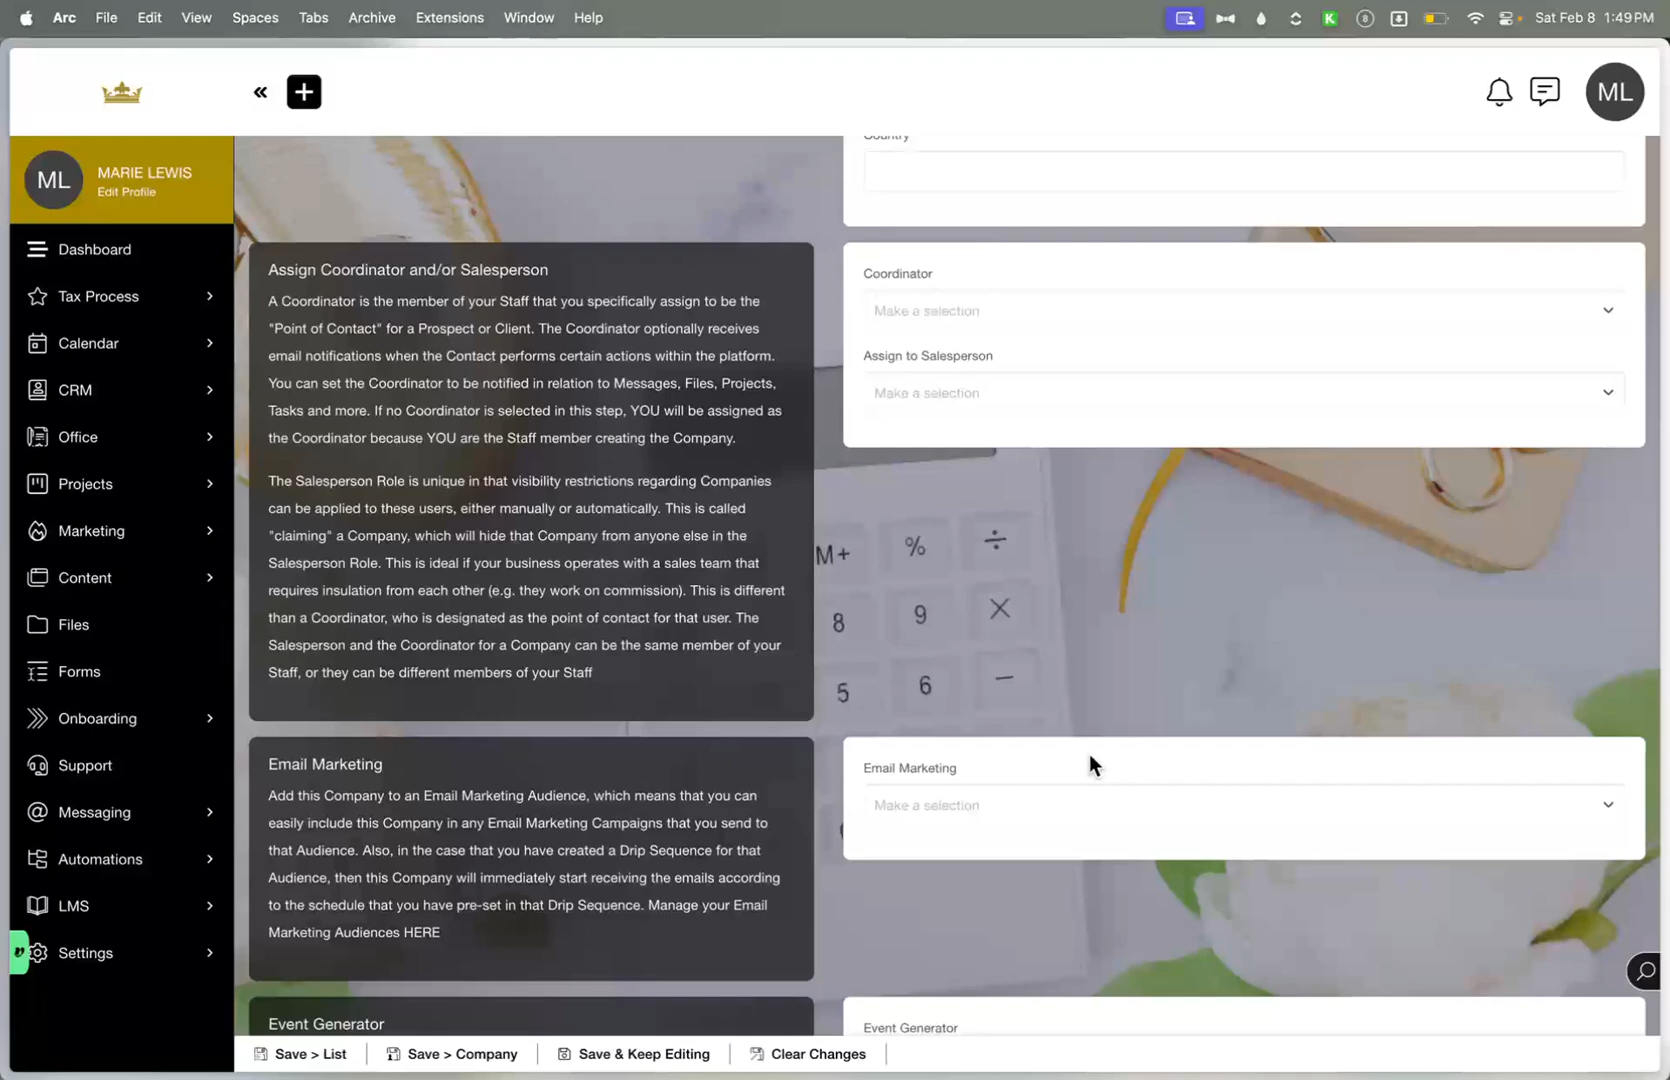 Arc File Edit View Spaces Tabs Archive Extensions Window Help
K 8 Sat Feb 8 1:49 PM
« + ML
ML MARIE LEWIS
Edit Profile
Dashboard
Tax Process
Calendar
CRM
Office
Projects
Marketing
Content
Files
Forms
Onboarding
Support
Messaging
Automations
LMS
Settings
Country
Assign Coordinator and/or Salesperson
A Coordinator is the member of your Staff that you specifically assign to be the
"Point of Contact" for a Prospect or Client. The Coordinator optionally receives
email notifications when the Contact performs certain actions within the platform.
You can set the Coordinator to be notified in relation to Messages, Files, Projects,
Tasks and more. If no Coordinator is selected in this step, YOU will be assigned as
the Coordinator because YOU are the Staff member creating the Company.
The Salesperson Role is unique in that visibility restrictions regarding Companies
can be applied to these users, either manually or automatically. This is called
"claiming" a Company, which will hide that Company from anyone else in the
Salesperson Role. This is ideal if your business operates with a sales team that
requires insulation from each other (e.g. they work on commission). This is different
than a Coordinator, who is designated as the point of contact for that user. The
Salesperson and the Coordinator for a Company can be the same member of your
Staff, or they can be different members of your Staff
Coordinator
Make a selection
Assign to Salesperson
Make a selection
M+ % ÷
8 9 ×
5 6 −
Email Marketing
Add this Company to an Email Marketing Audience, which means that you can
easily include this Company in any Email Marketing Campaigns that you send to
that Audience. Also, in the case that you have created a Drip Sequence for that
Audience, then this Company will immediately start receiving the emails according
to the schedule that you have pre-set in that Drip Sequence. Manage your Email
Marketing Audiences HERE
Email Marketing
Make a selection
Event Generator
Event Generator
Save > List Save > Company Save & Keep Editing Clear Changes